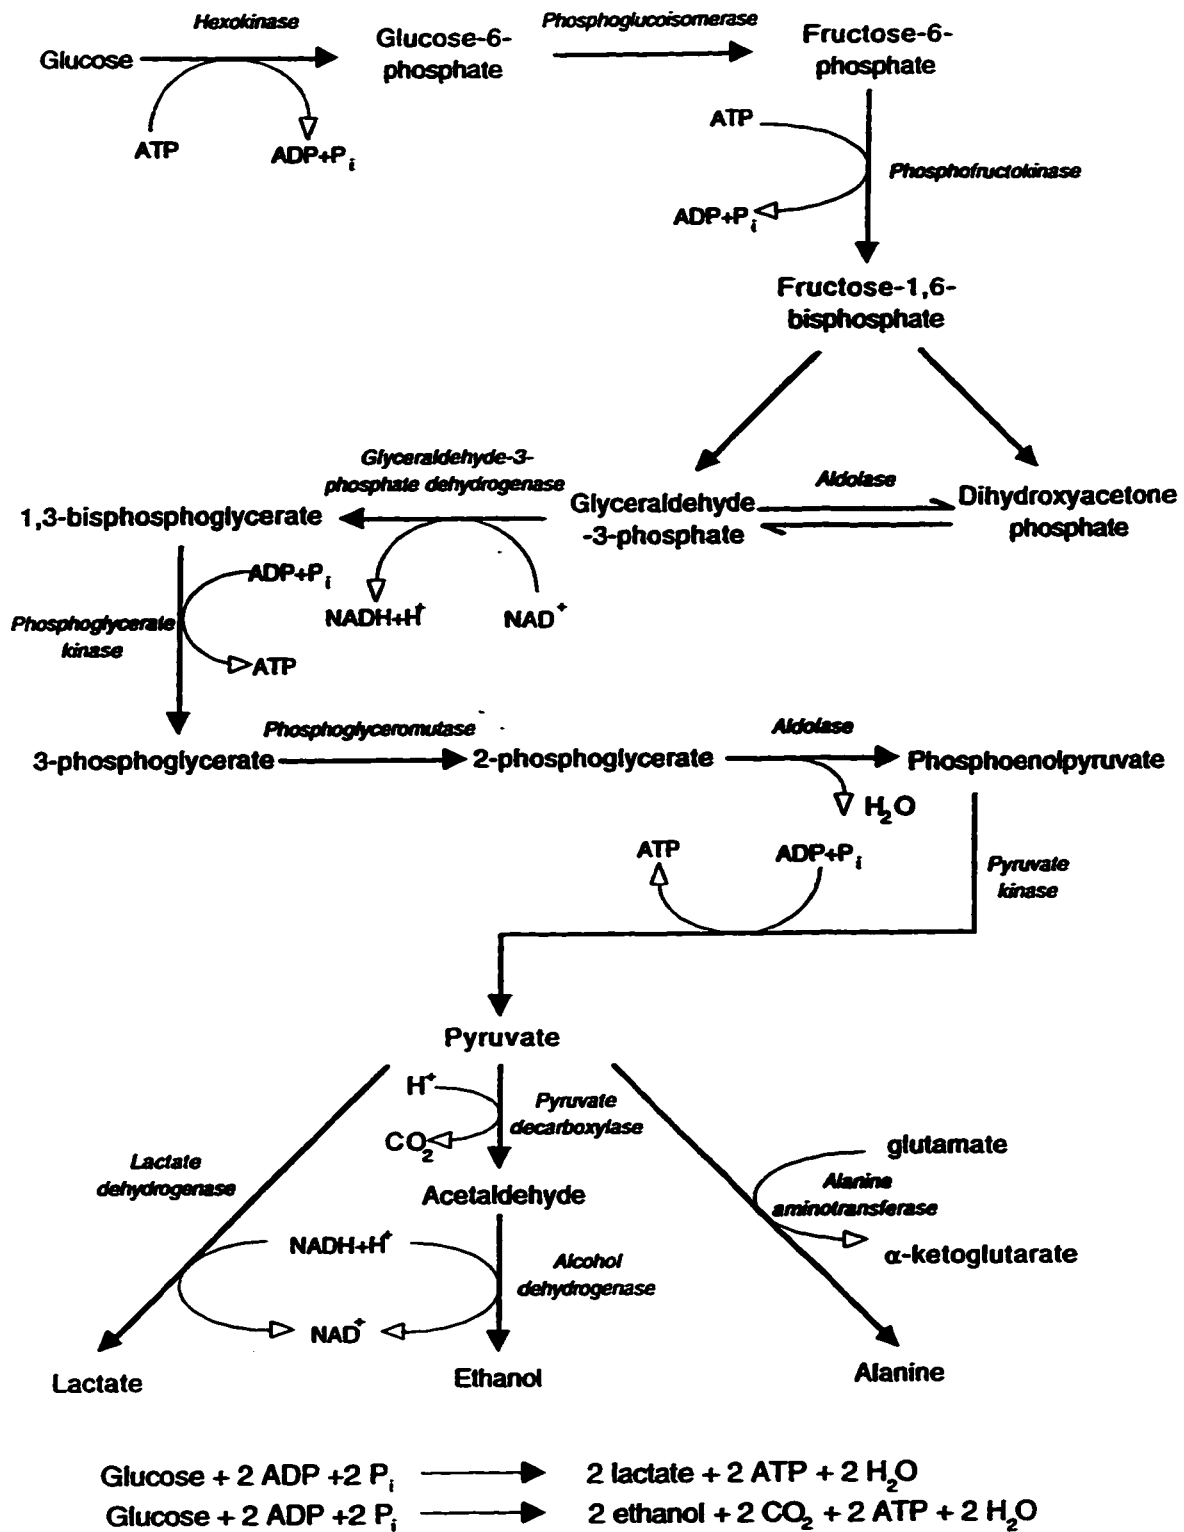 Hexokinase
Phosphoglucoisomerase
Glucose
Glucose-6-
phosphate
Fructose-6-
phosphate
ATP
ADP+Pi
ATP
Phosphofructokinase
ADP+Pi
Fructose-1,6-
bisphosphate
Glyceraldehyde-3-
phosphate dehydrogenase
Aldolase
1,3-bisphosphoglycerate
Glyceraldehyde
-3-phosphate
Dihydroxyacetone
phosphate
ADP+Pi
NADH+H+
NAD+
Phosphoglycerate
kinase
ATP
Phosphoglyceromutase
Aldolase
3-phosphoglycerate
2-phosphoglycerate
Phosphoenolpyruvate
H2O
ATP
ADP+Pi
Pyruvate
kinase
Pyruvate
H+
Pyruvate
decarboxylase
CO2
glutamate
Lactate
dehydrogenase
Acetaldehyde
Alanine
aminotransferase
NADH+H+
α-ketoglutarate
Alcohol
dehydrogenase
NAD+
Lactate
Ethanol
Alanine
Glucose + 2 ADP +2 Pi → 2 lactate + 2 ATP + 2 H2O
Glucose + 2 ADP +2 Pi → 2 ethanol + 2 CO2 + 2 ATP + 2 H2O